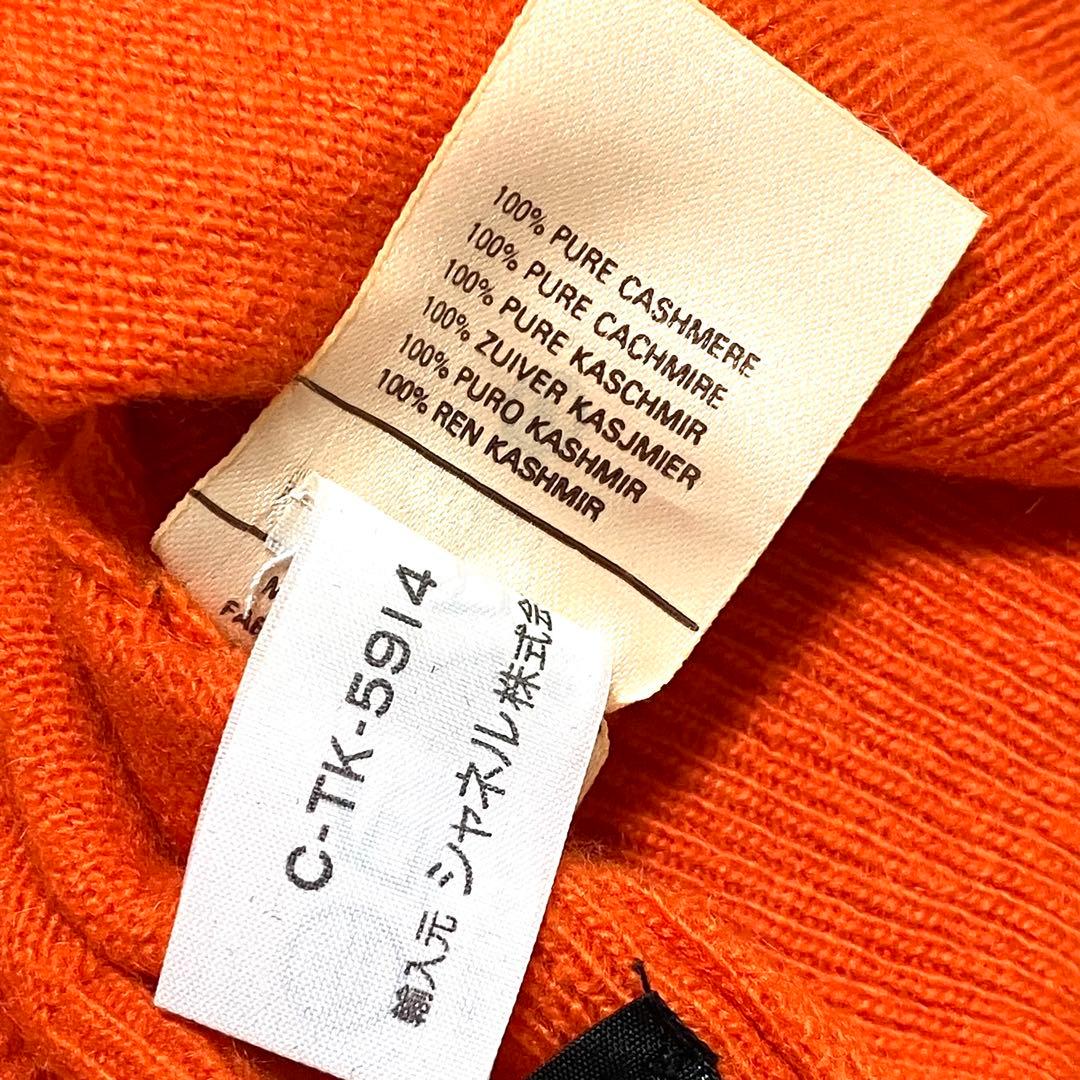 100% PURE CASHMERE
100% PURE CACHMIRE
100% PURE KASCHMIR
100% ZUIVER KASJMIER
100% PURO KASHMIR
100% REN KASHMIR
C-TK-5914
輸入元 シャネル株式会